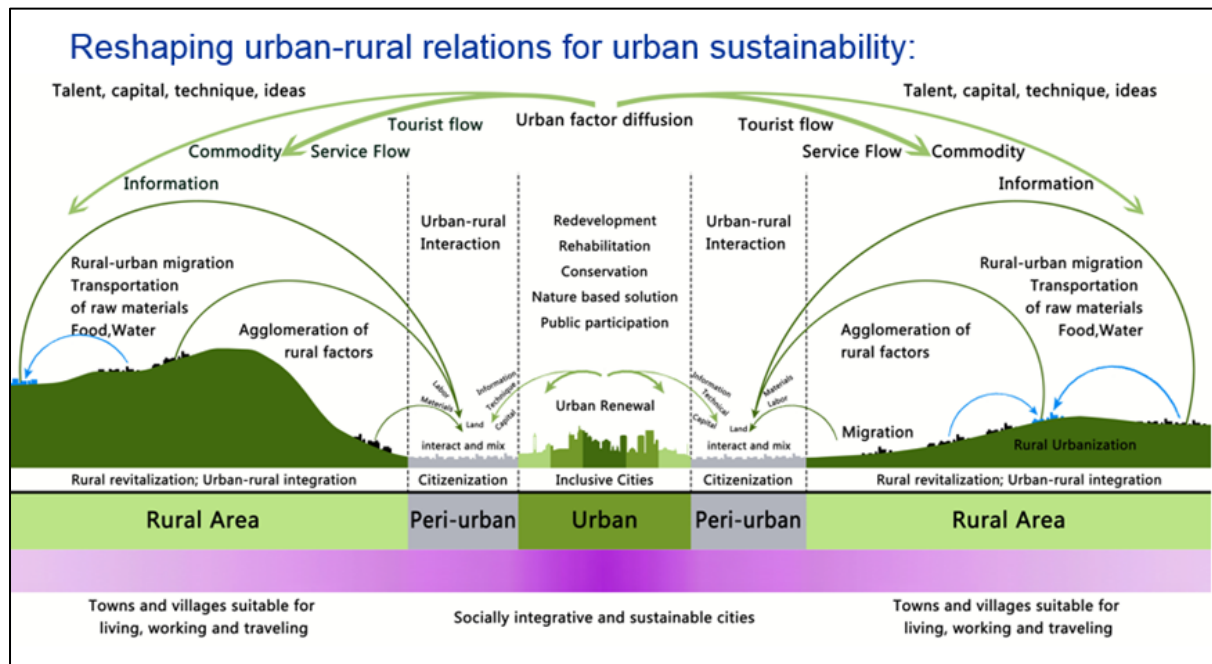 Reshaping urban-rural relations for urban sustainability:
Talent, capital, technique, ideas
Urban factor diffusion
Talent, capital, technique, ideas
Tourist flow
Tourist flow
Commodity
Service Flow
Service Flow
Commodity
Information
Information
Urban-rural
Interaction
Redevelopment
Rehabilitation
Conservation
Nature based solution
Public participation
Urban-rural
Interaction
Rural-urban migration
Transportation
of raw materials
Food,Water
Rural-urban migration
Transportation
of raw materials
Food,Water
Agglomeration of
rural factors
Agglomeration of
rural factors
Labor
Materials
Land
Information
Technique
Capital
interact and mix
Urban Renewal
Information
Technical
Capital
Land
Materials
Labor
interact and mix
Migration
Rural Urbanization
Rural revitalization; Urban-rural integration
Citizenization
Inclusive Cities
Citizenization
Rural revitalization; Urban-rural integration
Rural Area
Peri-urban
Urban
Peri-urban
Rural Area
Towns and villages suitable for
living, working and traveling
Socially integrative and sustainable cities
Towns and villages suitable for
living, working and traveling